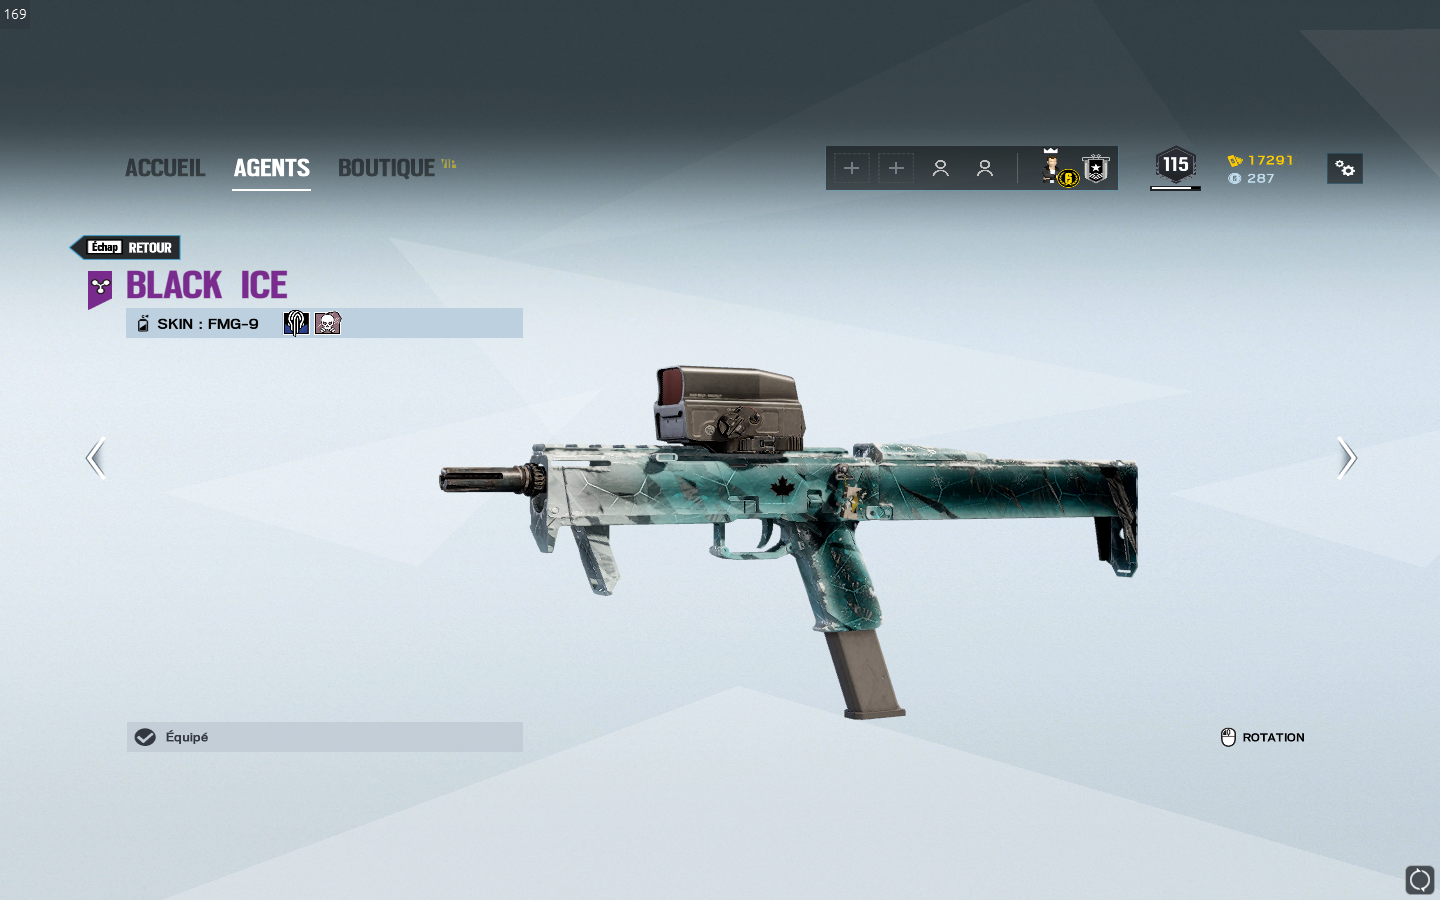 169
ACCUEIL AGENTS BOUTIQUE
115
17291
287
Échap RETOUR
BLACK ICE
SKIN : FMG-9
Équipé
ROTATION